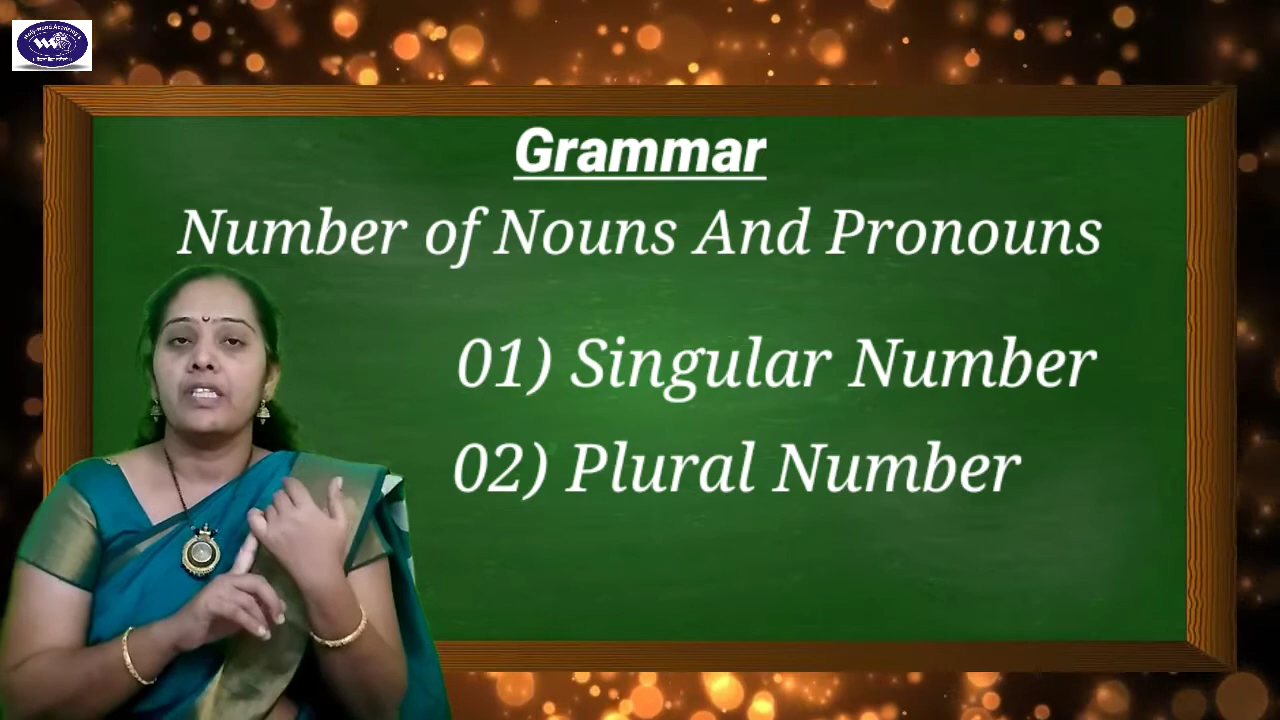 Grammar
Number of Nouns And Pronouns
01) Singular Number
02) Plural Number